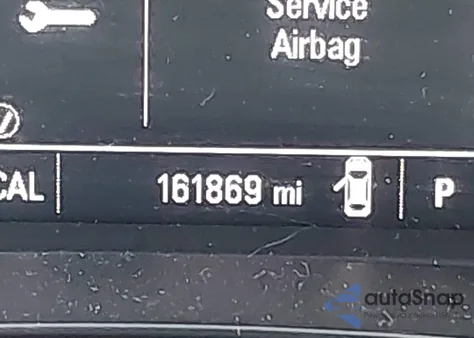 Service
Airbag
CAL
161869 mi
P
autoSnap